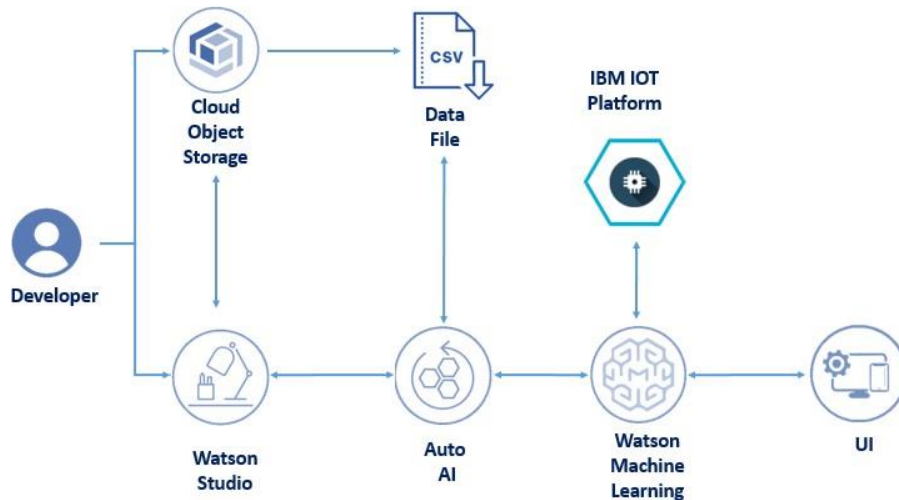 CSV
Cloud
Object
Storage
Data
File
IBM IOT
Platform
Developer
Watson
Studio
Auto
AI
Watson
Machine
Learning
UI